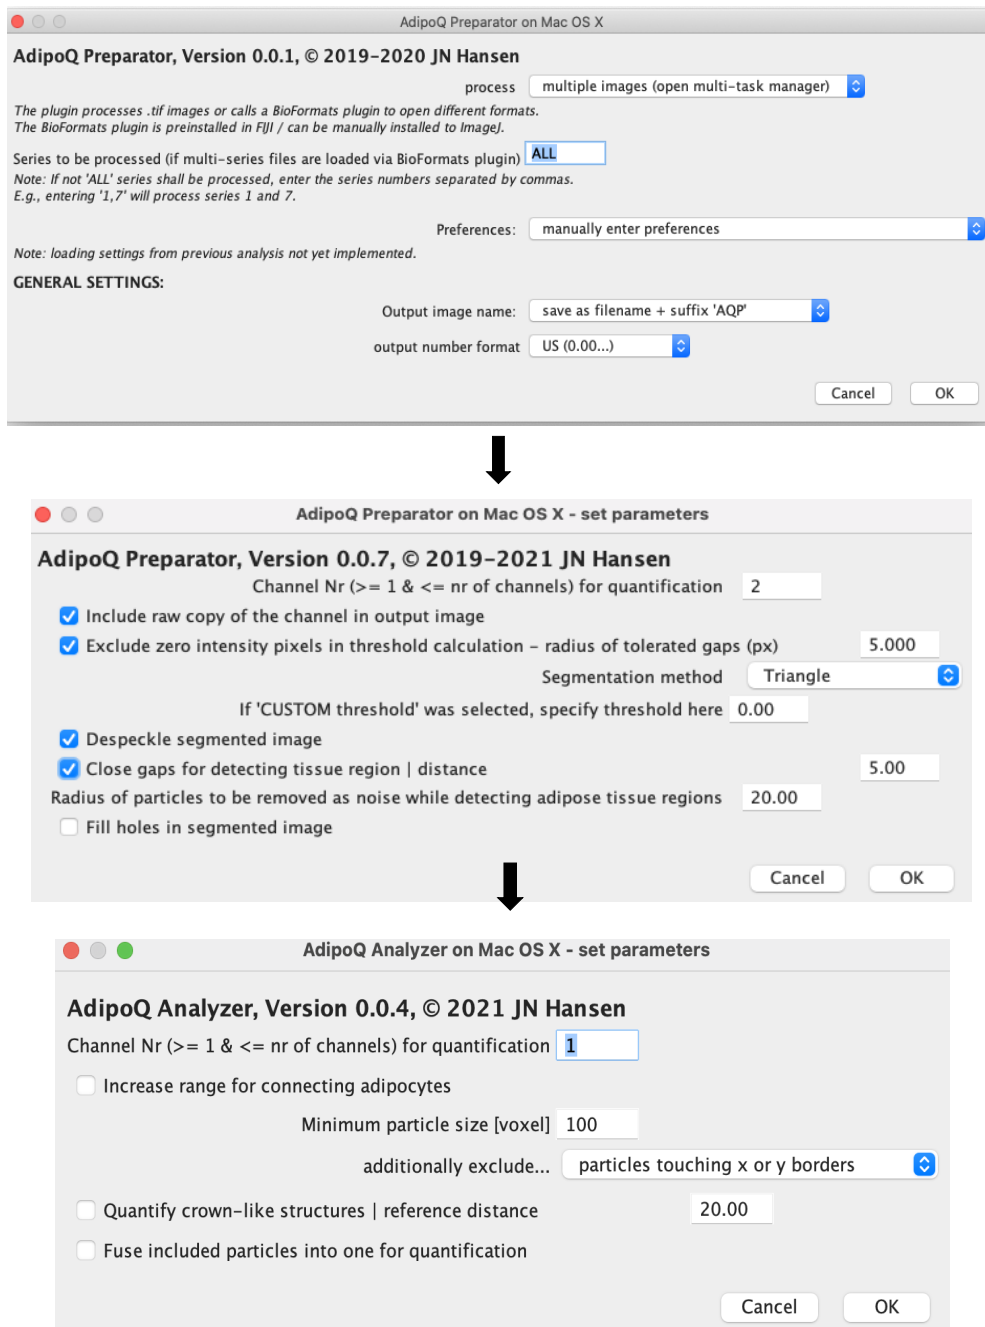 AdipoQ Preparator on Mac OS X
AdipoQ Preparator, Version 0.0.1, © 2019-2020 JN Hansen
process multiple images (open multi-task manager)
The plugin processes .tif images or calls a BioFormats plugin to open different formats.
The BioFormats plugin is preinstalled in FIJI / can be manually installed to ImageJ.
Series to be processed (if multi-series files are loaded via BioFormats plugin) ALL
Note: If not 'ALL' series shall be processed, enter the series numbers separated by commas.
E.g., entering '1,7' will process series 1 and 7.
Preferences: manually enter preferences
Note: loading settings from previous analysis not yet implemented.
GENERAL SETTINGS:
Output image name: save as filename + suffix 'AQP'
output number format US (0.00...)
Cancel OK
AdipoQ Preparator on Mac OS X - set parameters
AdipoQ Preparator, Version 0.0.7, © 2019-2021 JN Hansen
Channel Nr (>= 1 & <= nr of channels) for quantification 2
Include raw copy of the channel in output image
Exclude zero intensity pixels in threshold calculation - radius of tolerated gaps (px) 5.000
Segmentation method Triangle
If 'CUSTOM threshold' was selected, specify threshold here 0.00
Despeckle segmented image
Close gaps for detecting tissue region | distance 5.00
Radius of particles to be removed as noise while detecting adipose tissue regions 20.00
Fill holes in segmented image
Cancel OK
AdipoQ Analyzer on Mac OS X - set parameters
AdipoQ Analyzer, Version 0.0.4, © 2021 JN Hansen
Channel Nr (>= 1 & <= nr of channels) for quantification 1
Increase range for connecting adipocytes
Minimum particle size [voxel] 100
additionally exclude... particles touching x or y borders
Quantify crown-like structures | reference distance 20.00
Fuse included particles into one for quantification
Cancel OK